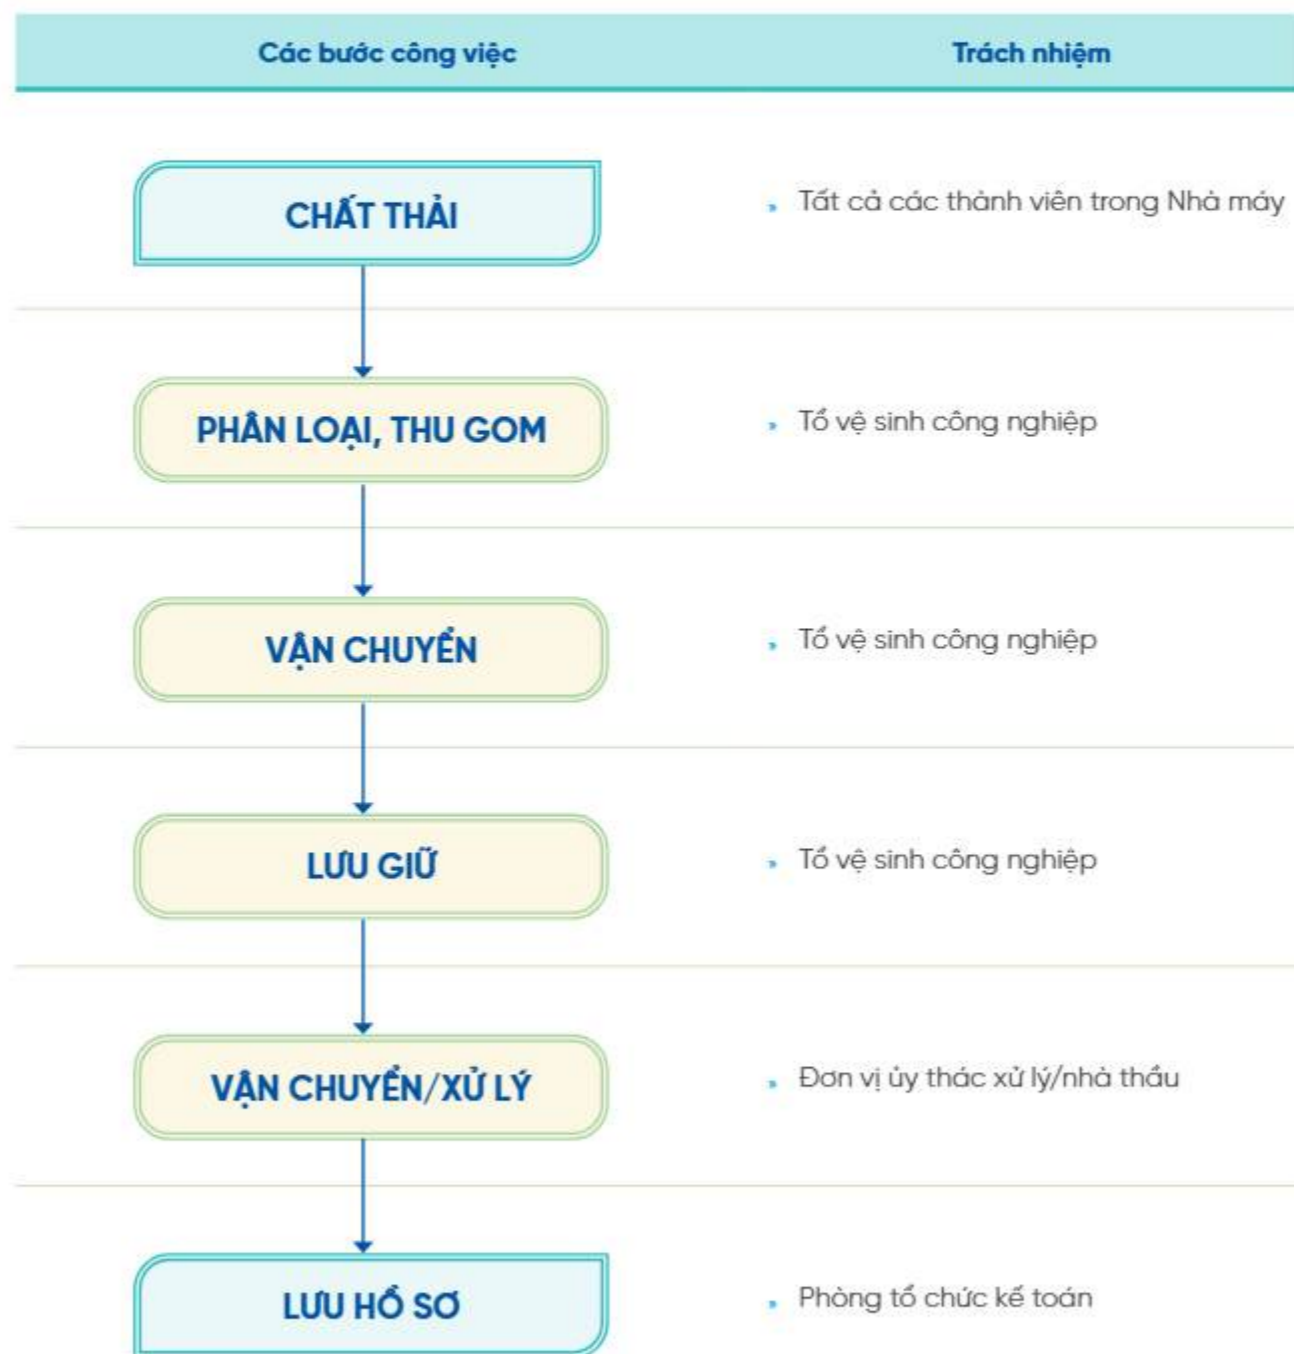 Các bước công việc
Trách nhiệm
CHẤT THẢI
Tất cả các thành viên trong Nhà máy
PHÂN LOẠI, THU GOM
Tổ vệ sinh công nghiệp
VẬN CHUYỂN
Tổ vệ sinh công nghiệp
LƯU GIỮ
Tổ vệ sinh công nghiệp
VẬN CHUYỂN/XỬ LÝ
Đơn vị ủy thác xử lý/nhà thầu
LƯU HỒ SƠ
Phòng tổ chức kế toán